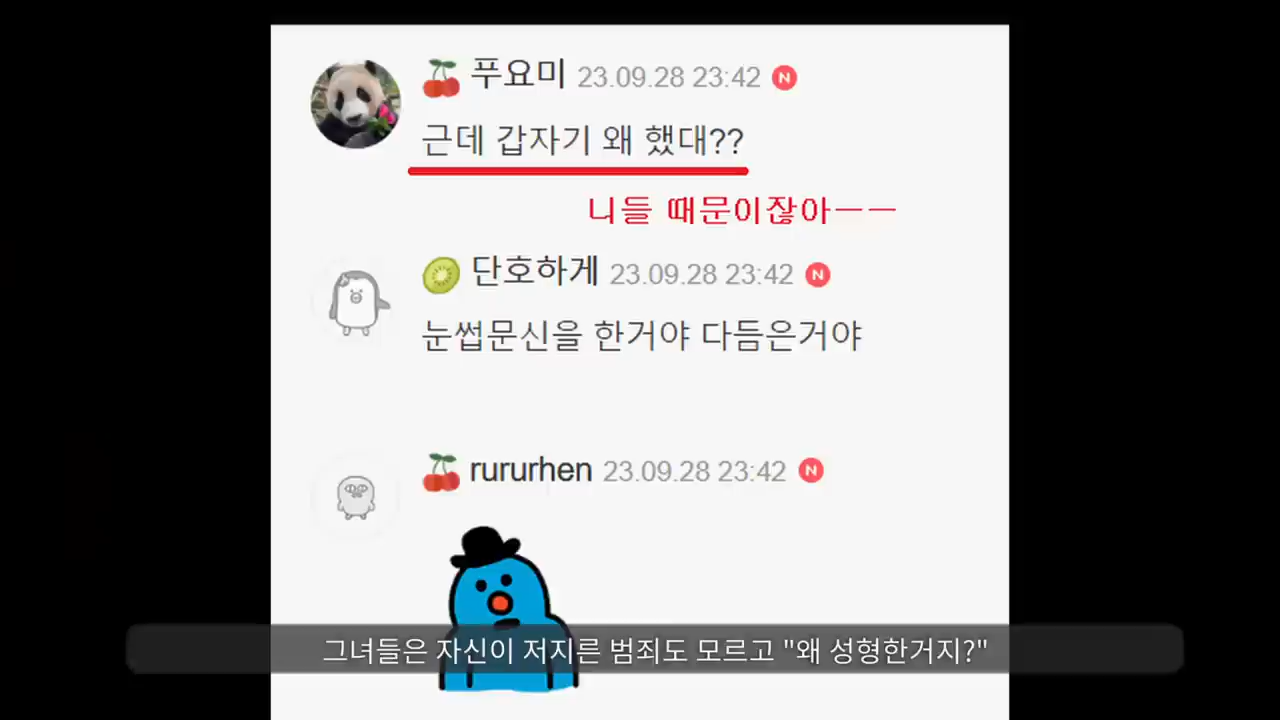 푸요미 23.09.28 23:42 N
근데 갑자기 왜 했대??
니들 때문이잖아ㅡㅡ
단호하게 23.09.28 23:42 N
눈썹문신을 한거야 다듬은거야
rururhen 23.09.28 23:42 N
그녀들은 자신이 저지른 범죄도 모르고 "왜 성형한거지?"